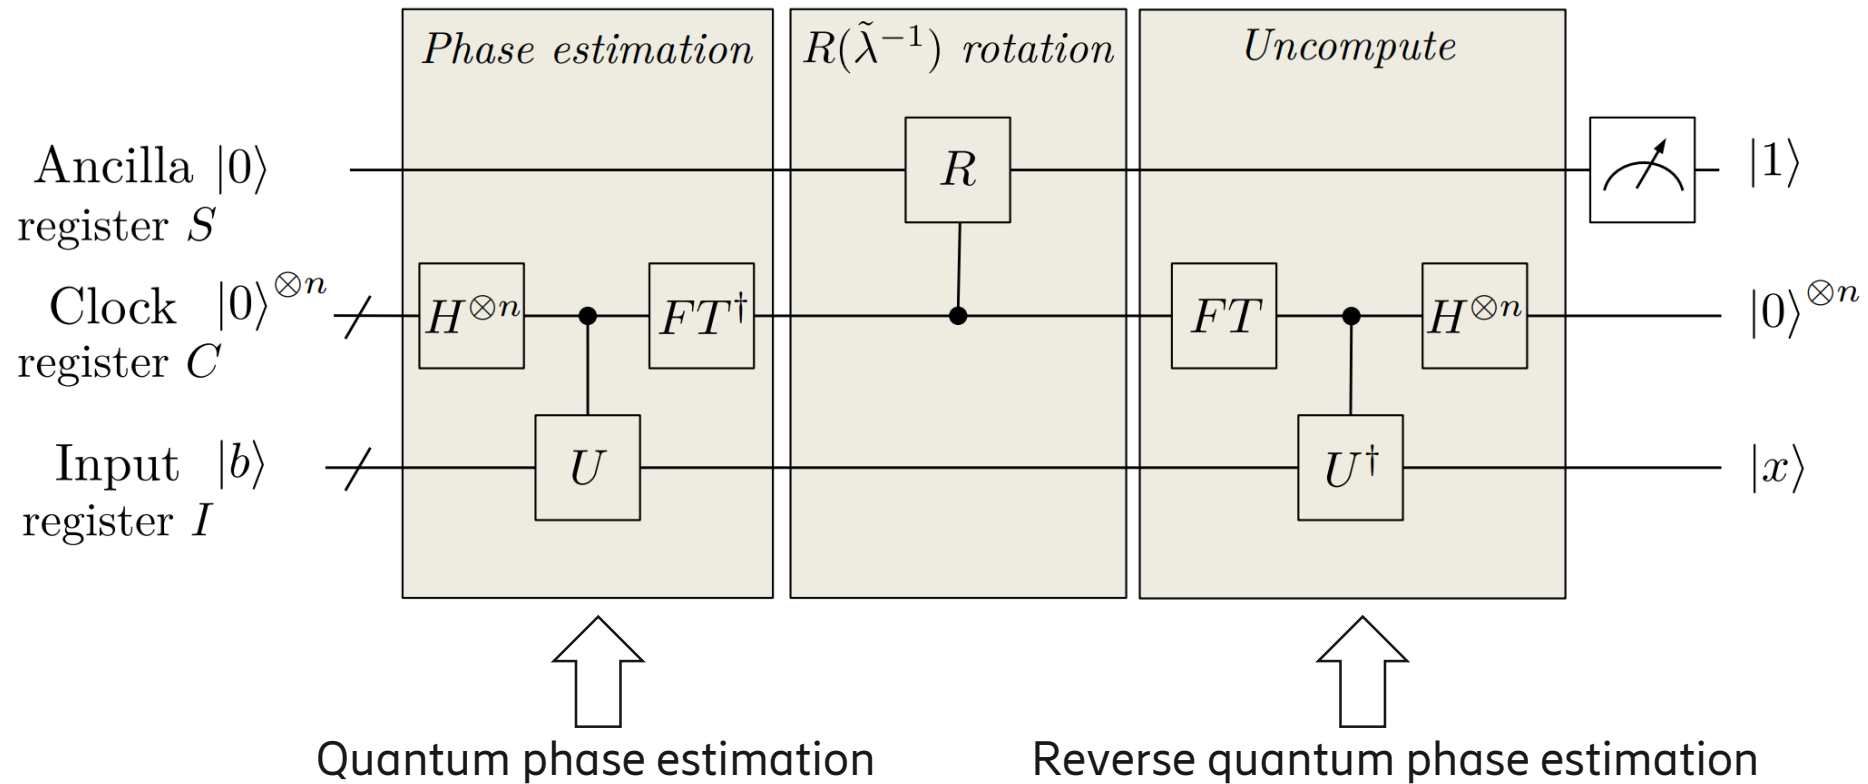 Phase estimation
R(λ̃⁻¹) rotation
Uncompute
Ancilla |0⟩
register S
R
|1⟩
Clock |0⟩⊗n
register C
H⊗n
FT†
FT
H⊗n
|0⟩⊗n
Input |b⟩
register I
U
U†
|x⟩
Quantum phase estimation
Reverse quantum phase estimation